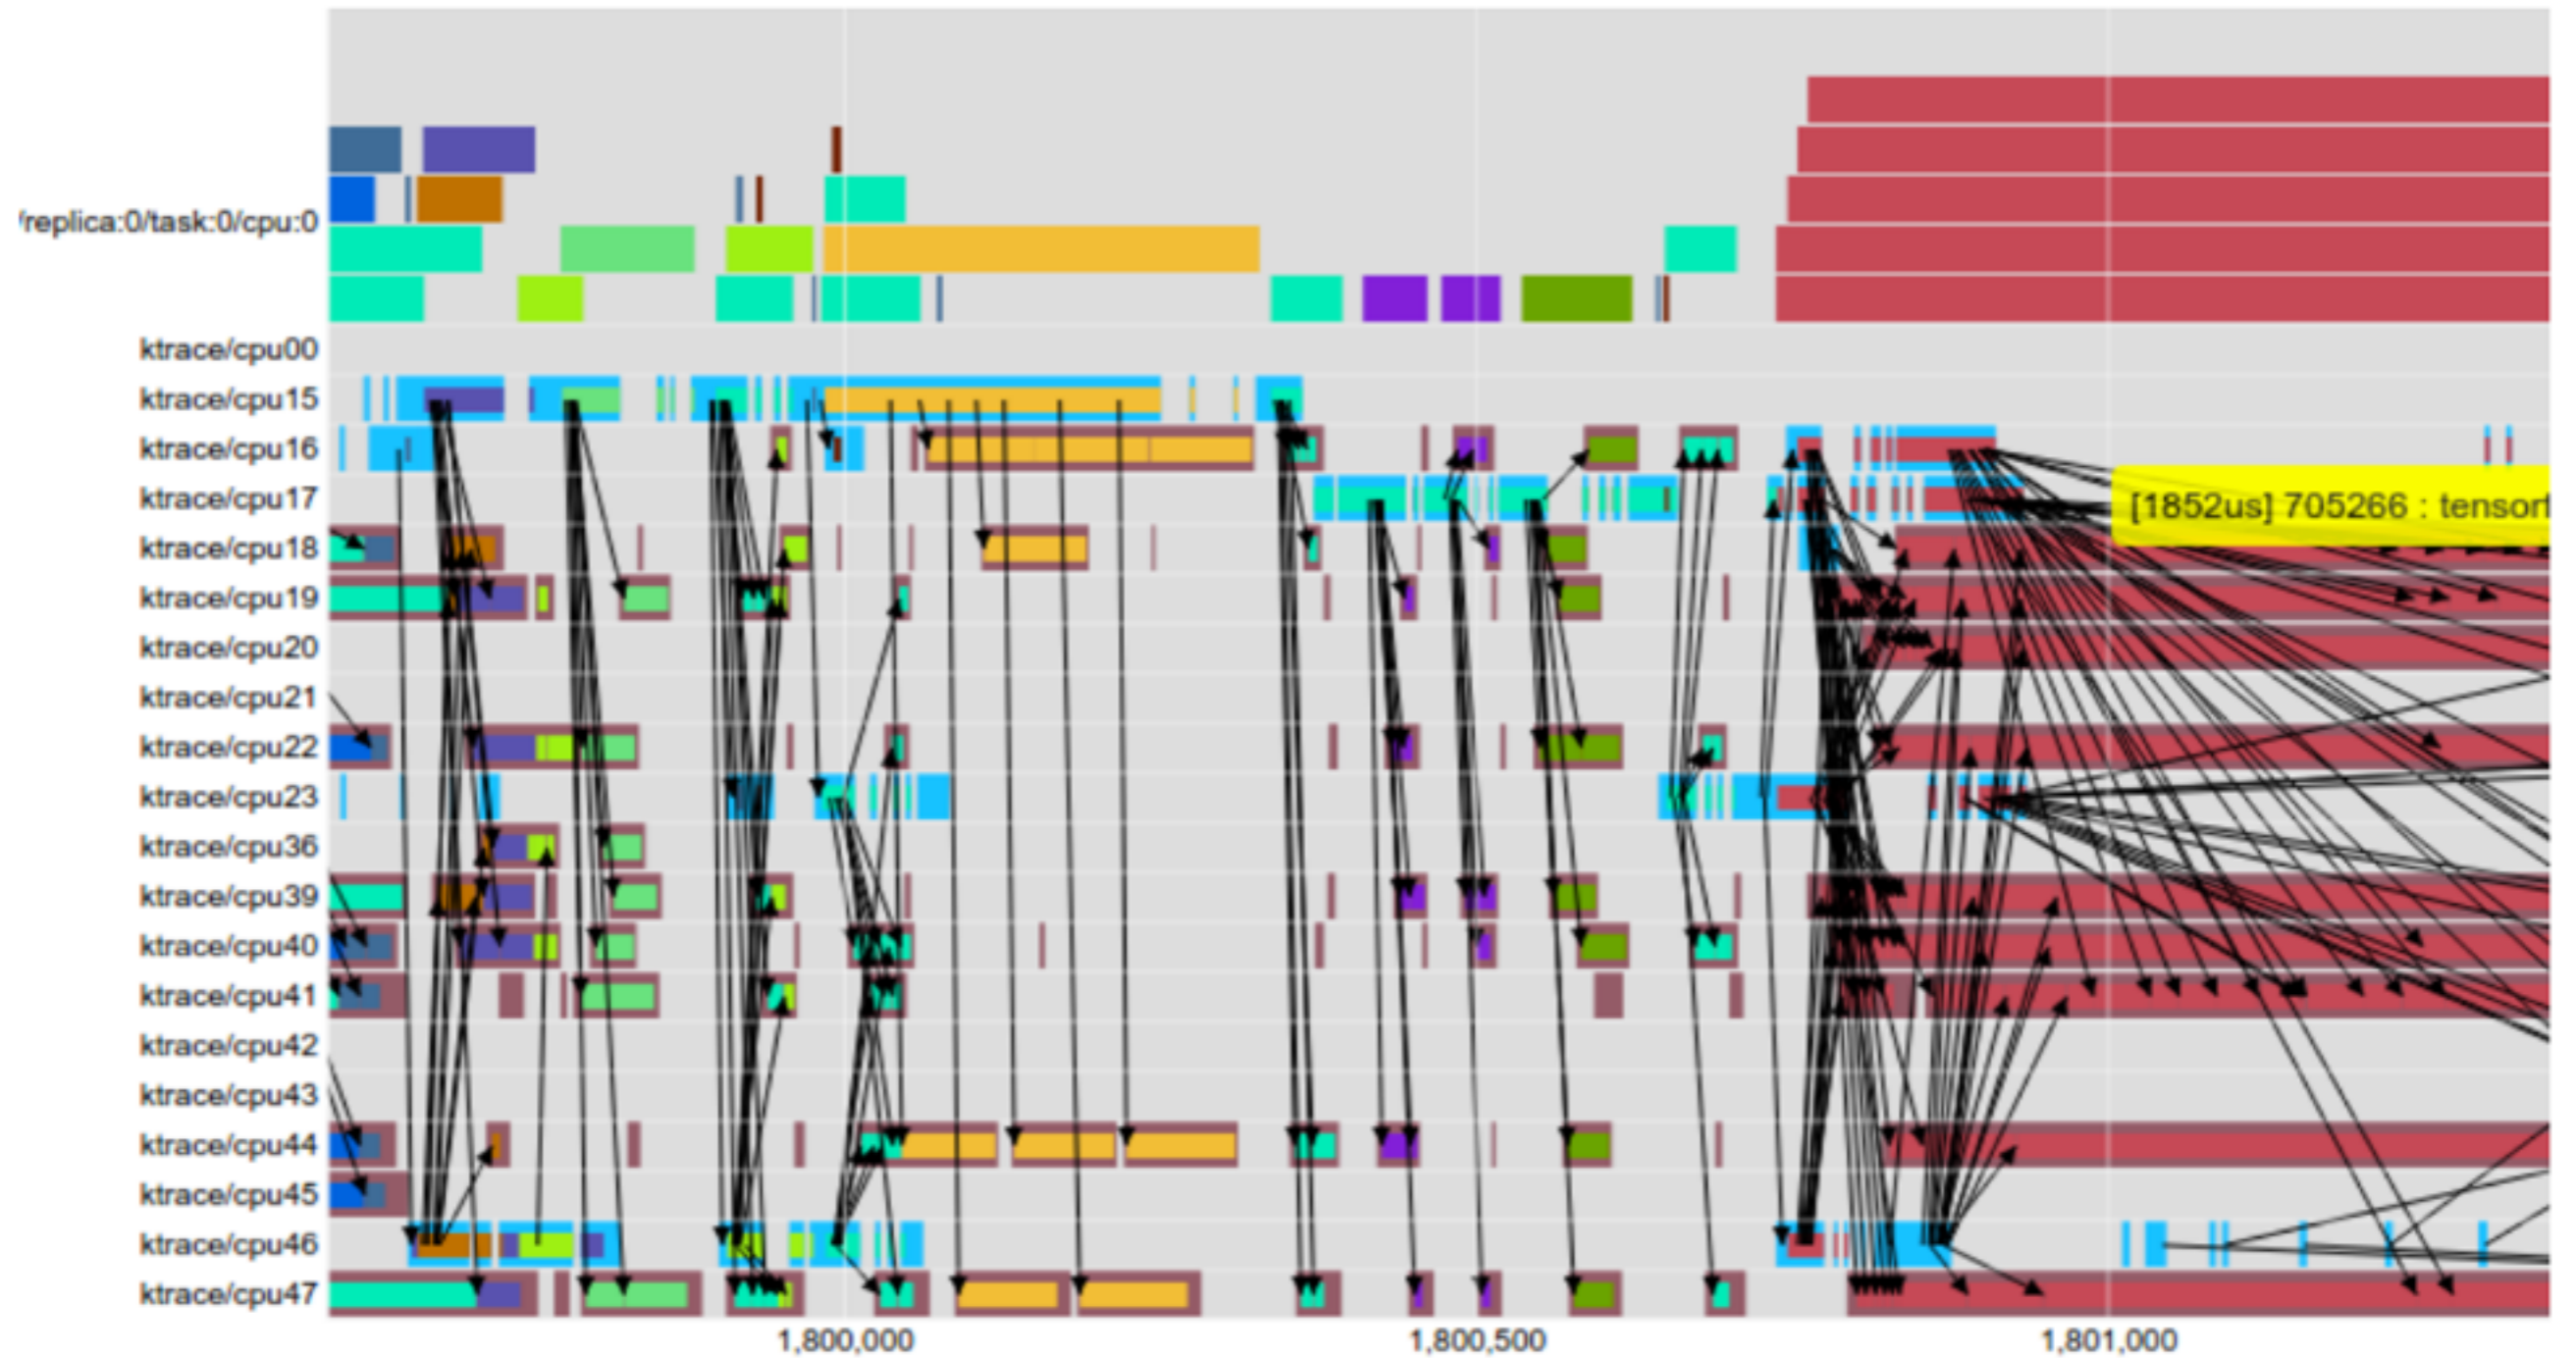 /replica:0/task:0/cpu:0
ktrace/cpu00
ktrace/cpu15
ktrace/cpu16
ktrace/cpu17
[1852us] 705266 : tensorf
ktrace/cpu18
ktrace/cpu19
ktrace/cpu20
ktrace/cpu21
ktrace/cpu22
ktrace/cpu23
ktrace/cpu36
ktrace/cpu39
ktrace/cpu40
ktrace/cpu41
ktrace/cpu42
ktrace/cpu43
ktrace/cpu44
ktrace/cpu45
ktrace/cpu46
ktrace/cpu47
1,800,000 1,800,500 1,801,000